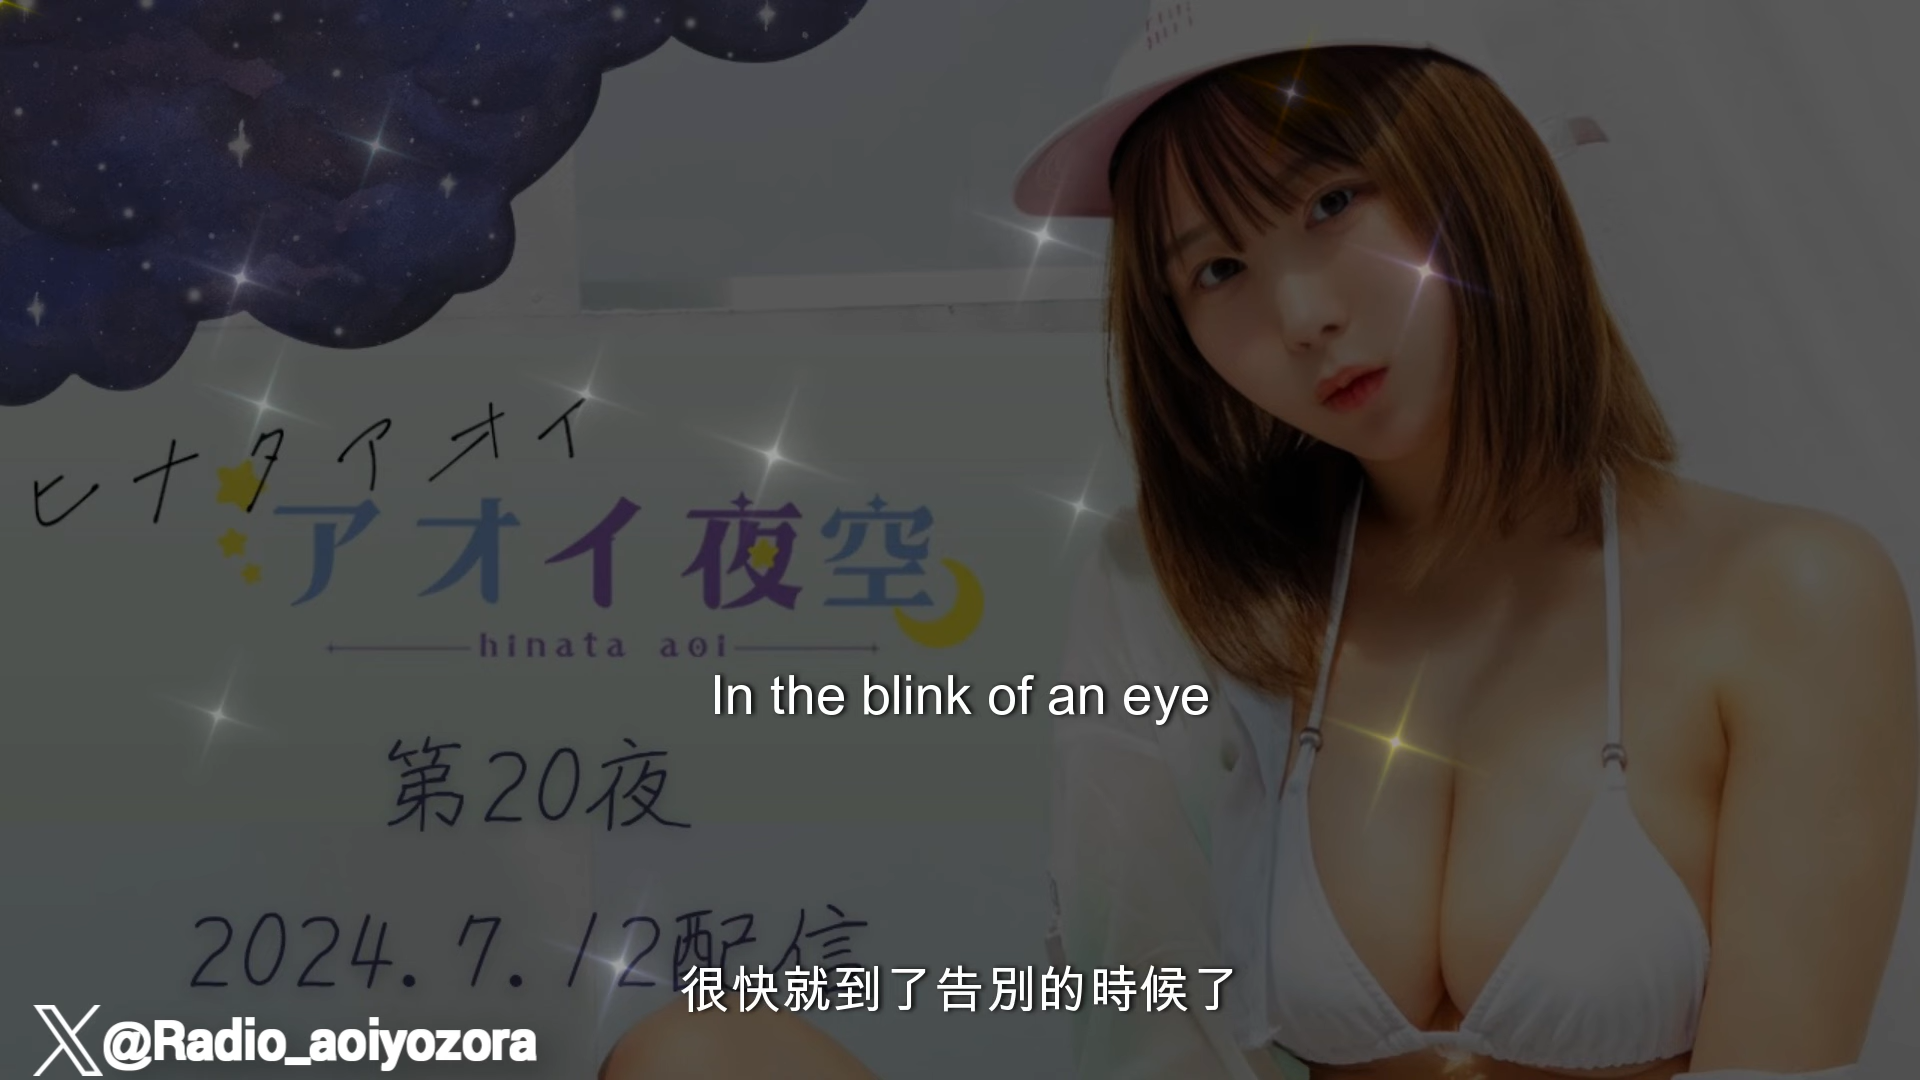 ヒナタアオイ
アオイ夜空
hinata aoi
In the blink of an eye
第20夜
2024.7.12配信
很快就到了告別的時候了
X@Radio_aoiyozora